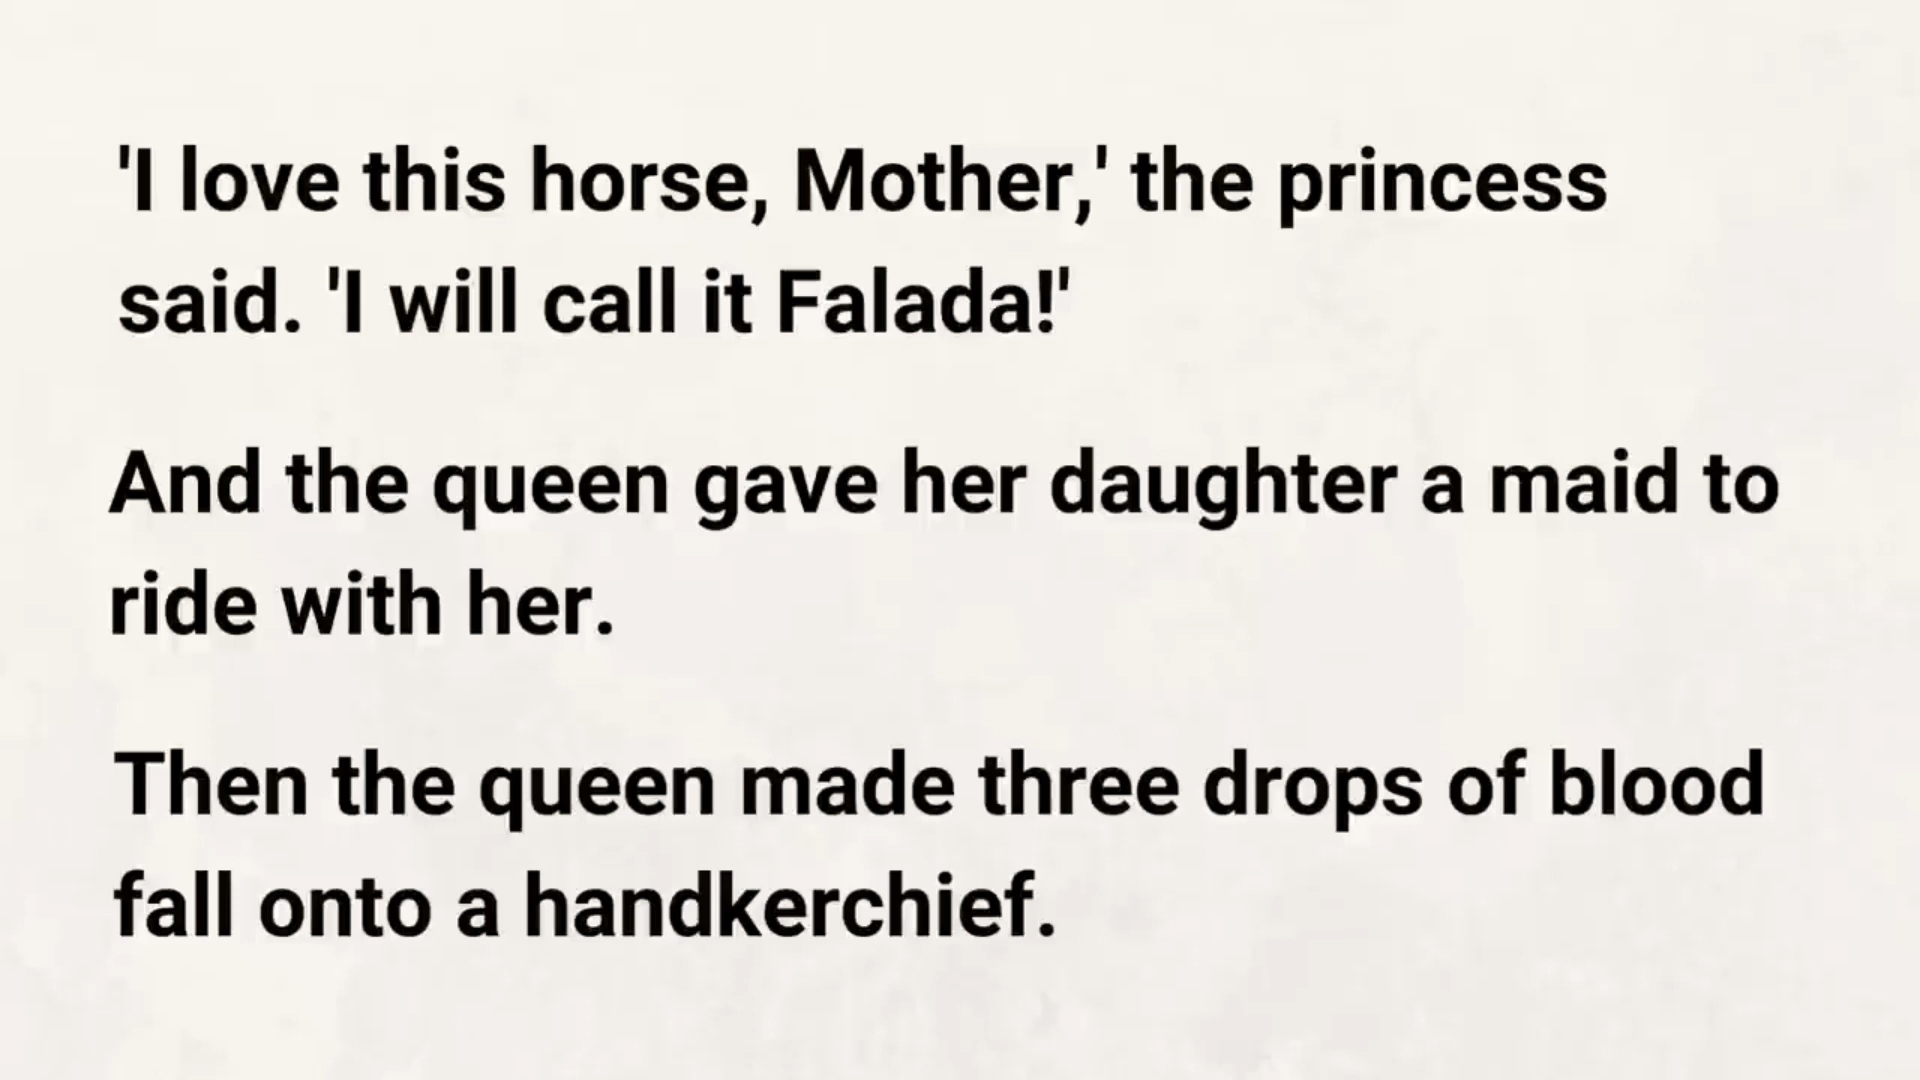 'I love this horse, Mother,' the princess
said. 'I will call it Falada!'
And the queen gave her daughter a maid to
ride with her.
Then the queen made three drops of blood
fall onto a handkerchief.